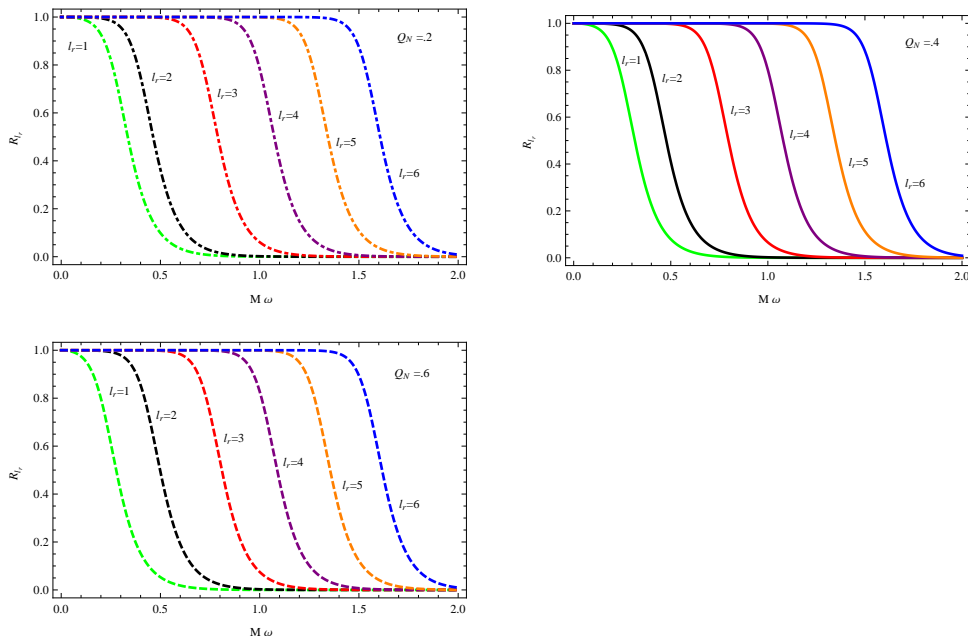 1.0
0.8
0.6
0.4
0.2
0.0
R_{l_r}
l_r=1
l_r=2
l_r=3
l_r=4
l_r=5
l_r=6
Q_N =.2
0.0 0.5 1.0 1.5 2.0
M ω
1.0
0.8
0.6
0.4
0.2
0.0
R_{l_r}
l_r=1
l_r=2
l_r=3
l_r=4
l_r=5
l_r=6
Q_N =.4
0.0 0.5 1.0 1.5 2.0
M ω
1.0
0.8
0.6
0.4
0.2
0.0
R_{l_r}
l_r=1
l_r=2
l_r=3
l_r=4
l_r=5
l_r=6
Q_N =.6
0.0 0.5 1.0 1.5 2.0
M ω